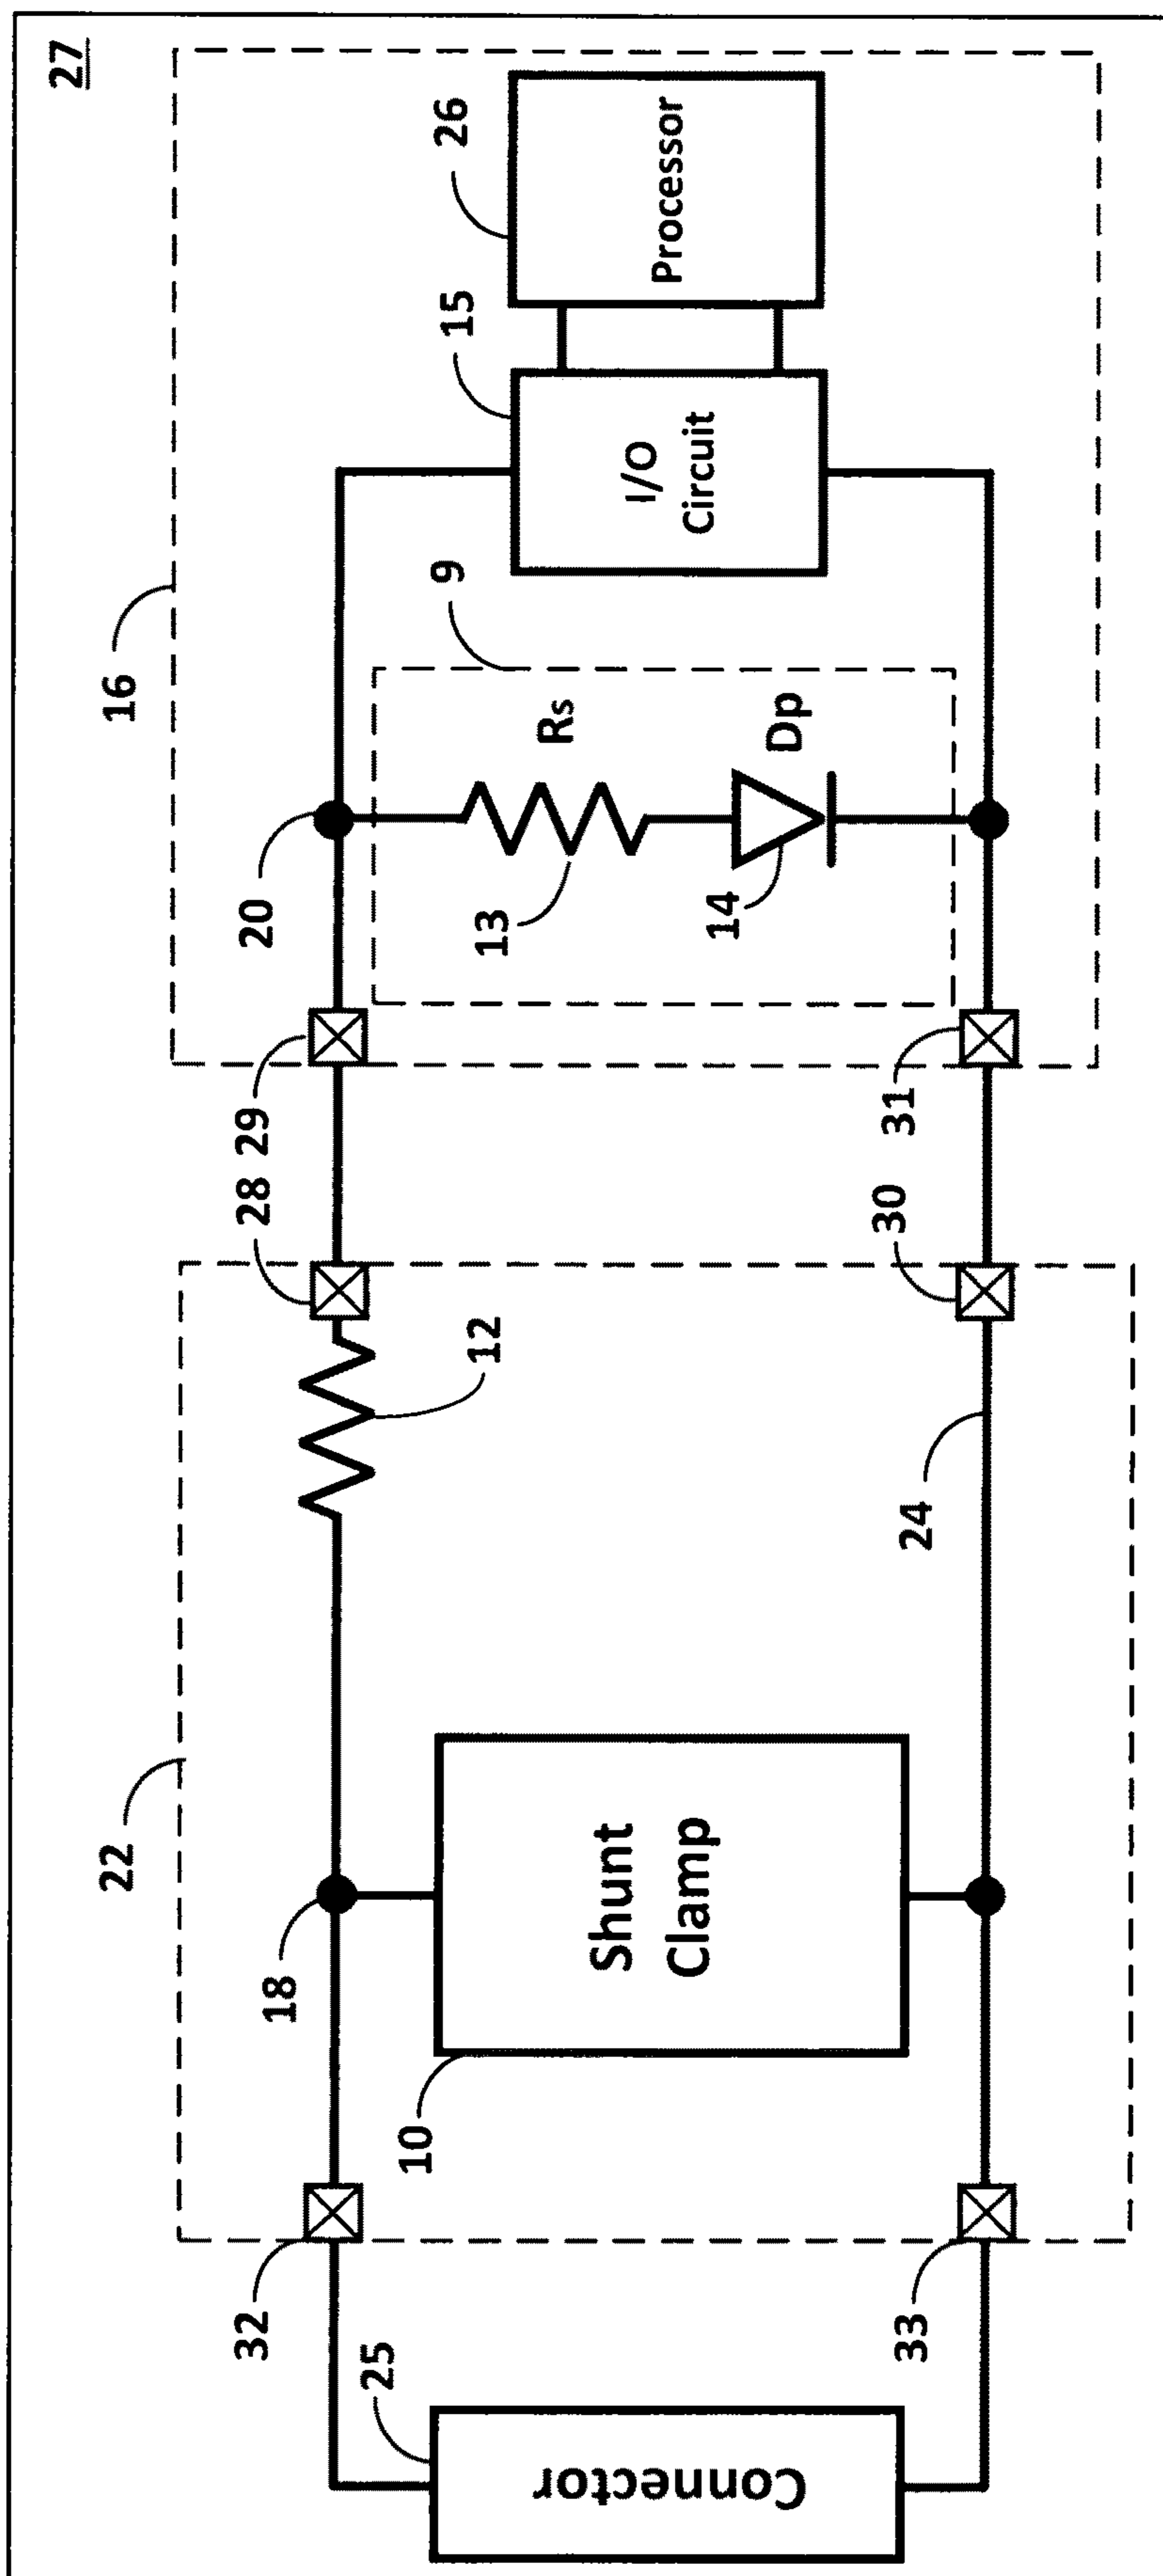 27
16
26
Processor
15
I/O
Circuit
9
Rs
Dp
13
14
20
29
31
28
30
12
24
22
18
Shunt
Clamp
10
32
33
25
Connector